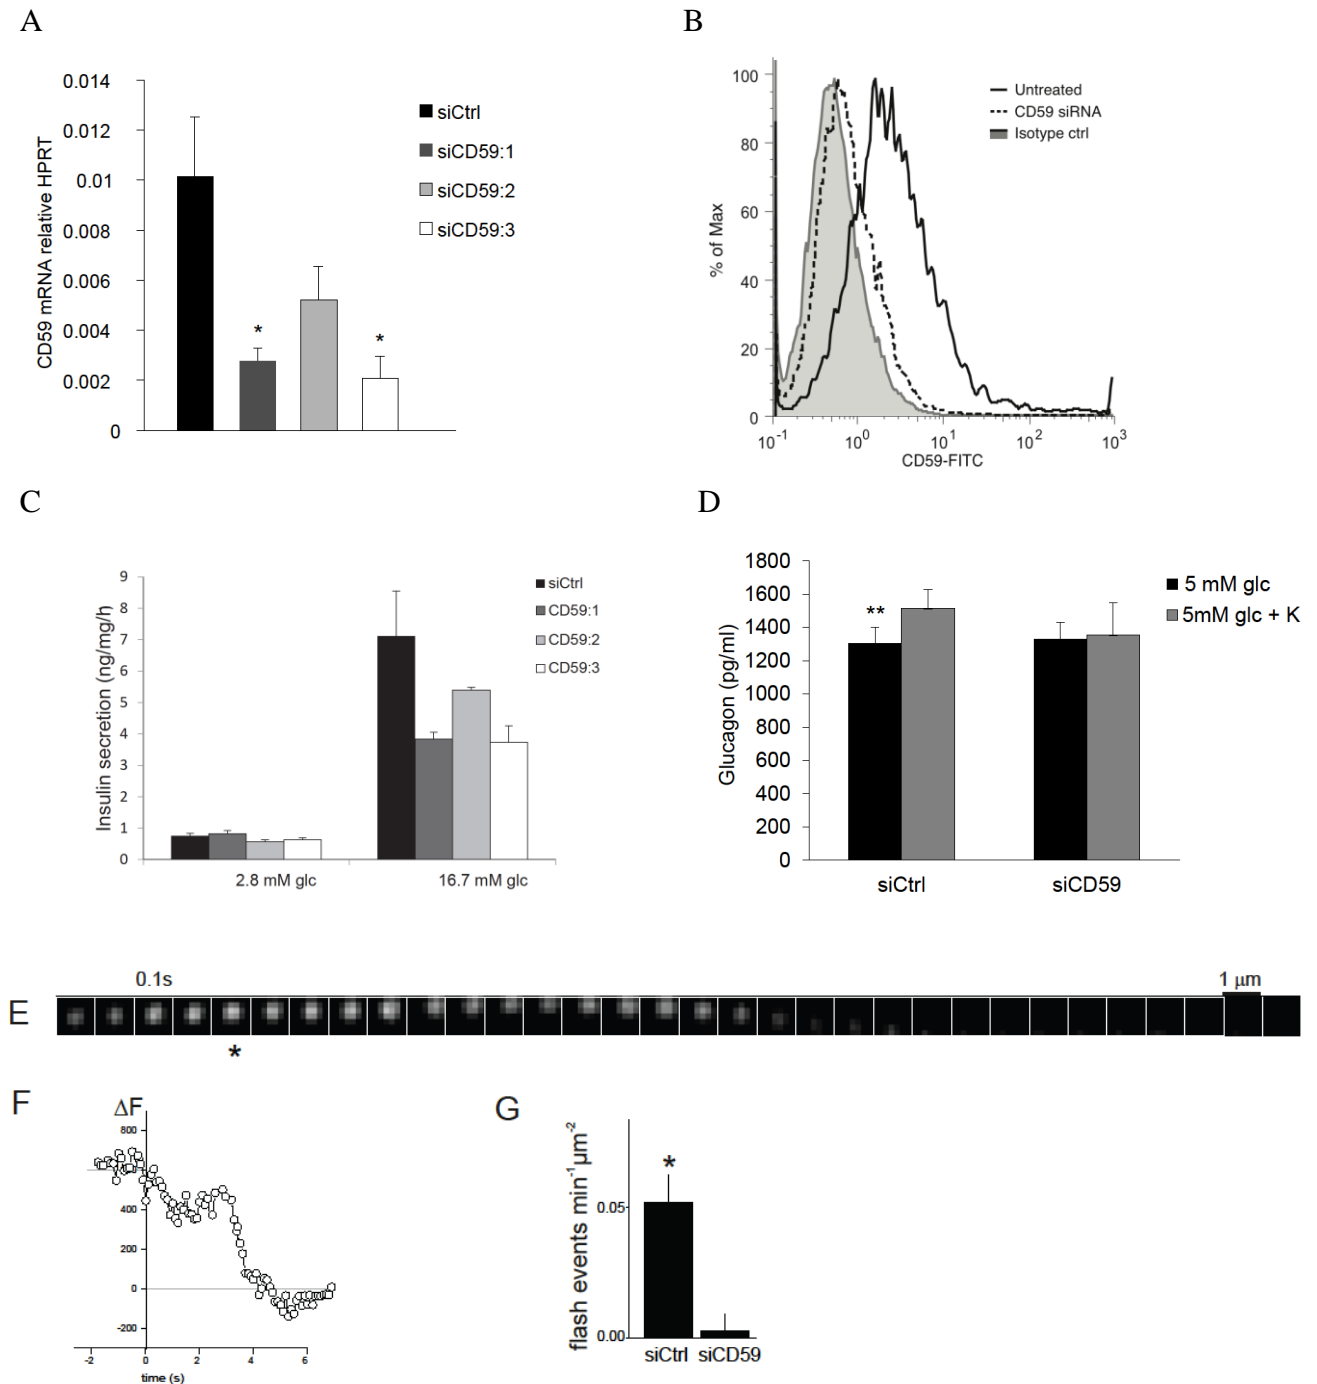 A
0.014
0.012
0.01
0.008
0.006
0.004
0.002
0
CD59 mRNA relative HPRT
*
*
siCtrl
siCD59:1
siCD59:2
siCD59:3
B
100
80
60
40
20
0
% of Max
10-1
100
101
102
103
CD59-FITC
Untreated
CD59 siRNA
Isotype ctrl
C
9
8
7
6
5
4
3
2
1
0
Insulin secretion (ng/mg/h)
2.8 mM glc
16.7 mM glc
siCtrl
CD59:1
CD59:2
CD59:3
D
1800
1600
1400
1200
1000
800
600
400
200
0
Glucagon (pg/ml)
**
siCtrl
siCD59
5 mM glc
5mM glc + K
0.1s
1 µm
E
*
F
ΔF
800
400
200
0
-200
-2
0
2
4
6
time (s)
G
flash events min-1µm-2
0.05
0.00
*
siCtrl siCD59